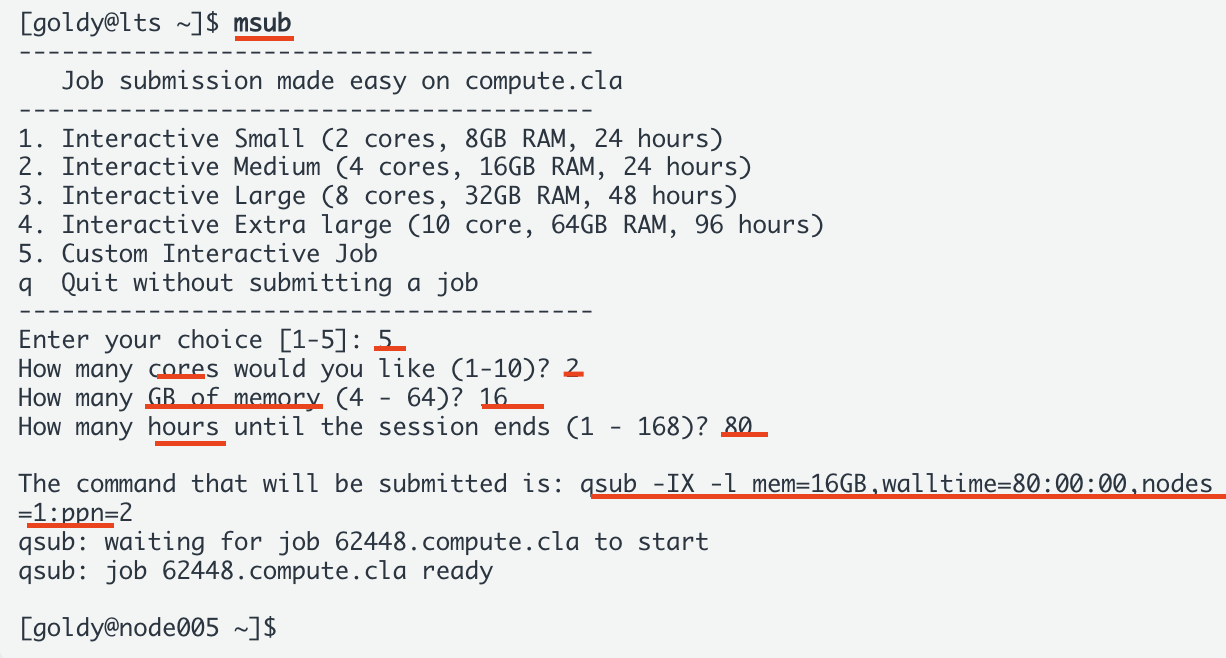 [goldy@lts ~]$ msub
----------------------------------------
   Job submission made easy on compute.cla
----------------------------------------
1. Interactive Small (2 cores, 8GB RAM, 24 hours)
2. Interactive Medium (4 cores, 16GB RAM, 24 hours)
3. Interactive Large (8 cores, 32GB RAM, 48 hours)
4. Interactive Extra large (10 core, 64GB RAM, 96 hours)
5. Custom Interactive Job
q  Quit without submitting a job
----------------------------------------
Enter your choice [1-5]: 5
How many cores would you like (1-10)? 2
How many GB of memory (4 - 64)? 16
How many hours until the session ends (1 - 168)? 80

The command that will be submitted is: qsub -IX -l mem=16GB,walltime=80:00:00,nodes
=1:ppn=2
qsub: waiting for job 62448.compute.cla to start
qsub: job 62448.compute.cla ready

[goldy@node005 ~]$